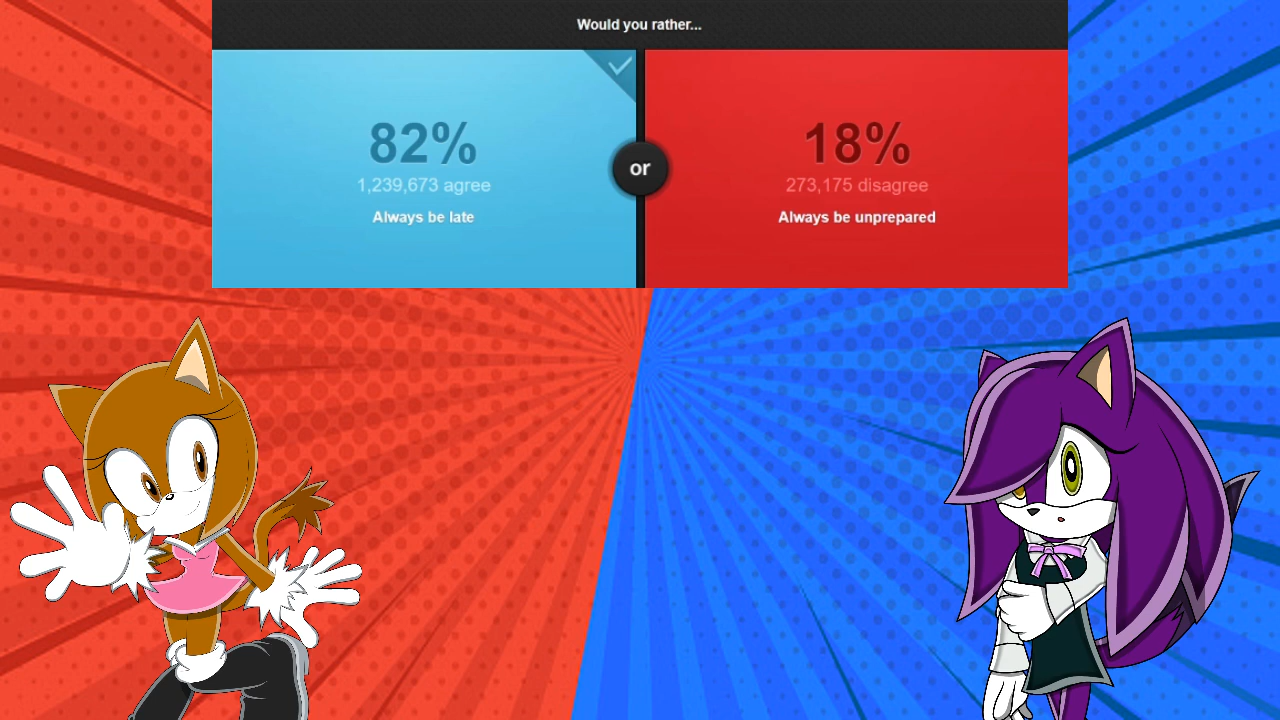 Would you rather...
82%
1,239,673 agree
Always be late
or
18%
273,175 disagree
Always be unprepared